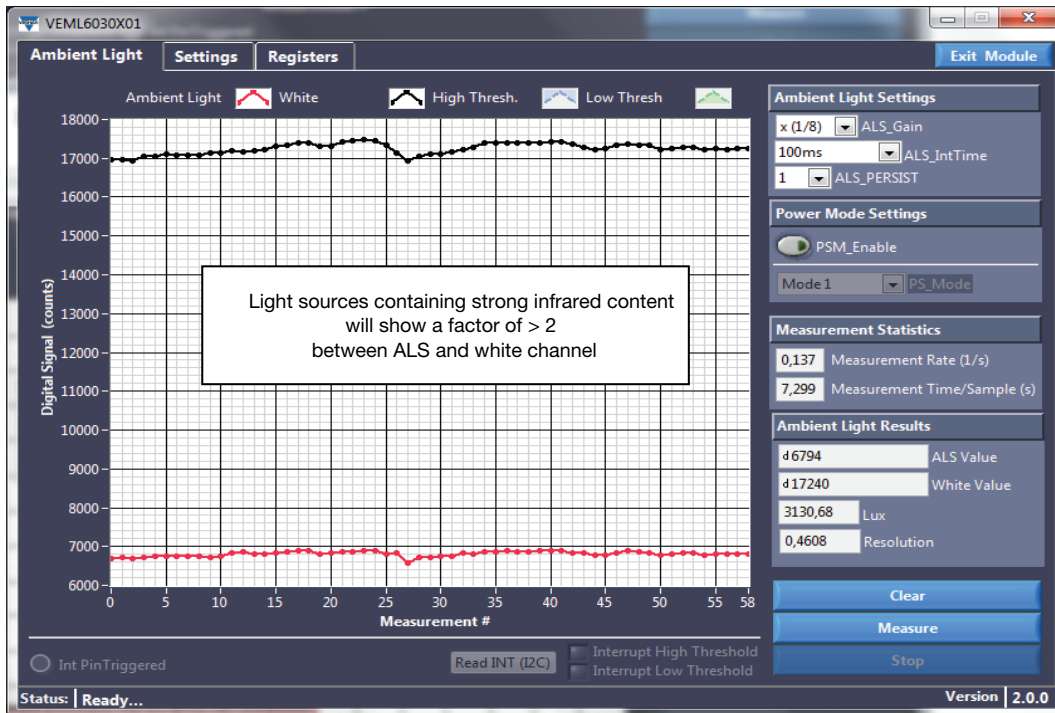 VEML6030X01
Ambient Light Settings Registers Exit Module
Ambient Light White High Thresh. Low Thresh
18000
17000
16000
15000
14000
13000
12000
11000
10000
9000
8000
7000
6000
Digital Signal (counts)
0 5 10 15 20 25 30 35 40 45 50 55 58
Measurement #
Light sources containing strong infrared content
will show a factor of > 2
between ALS and white channel
Ambient Light Settings
x (1/8) ALS_Gain
100ms ALS_IntTime
1 ALS_PERSIST
Power Mode Settings
PSM_Enable
Mode1 PS_Mode
Measurement Statistics
0,137 Measurement Rate (1/s)
7,299 Measurement Time/Sample (s)
Ambient Light Results
d 6794 ALS Value
d 17240 White Value
3130,68 Lux
0,4608 Resolution
Clear
Measure
Stop
Int PinTriggered
Read INT (I2C)
Interrupt High Threshold
Interrupt Low Threshold
Status: Ready...
Version 2.0.0